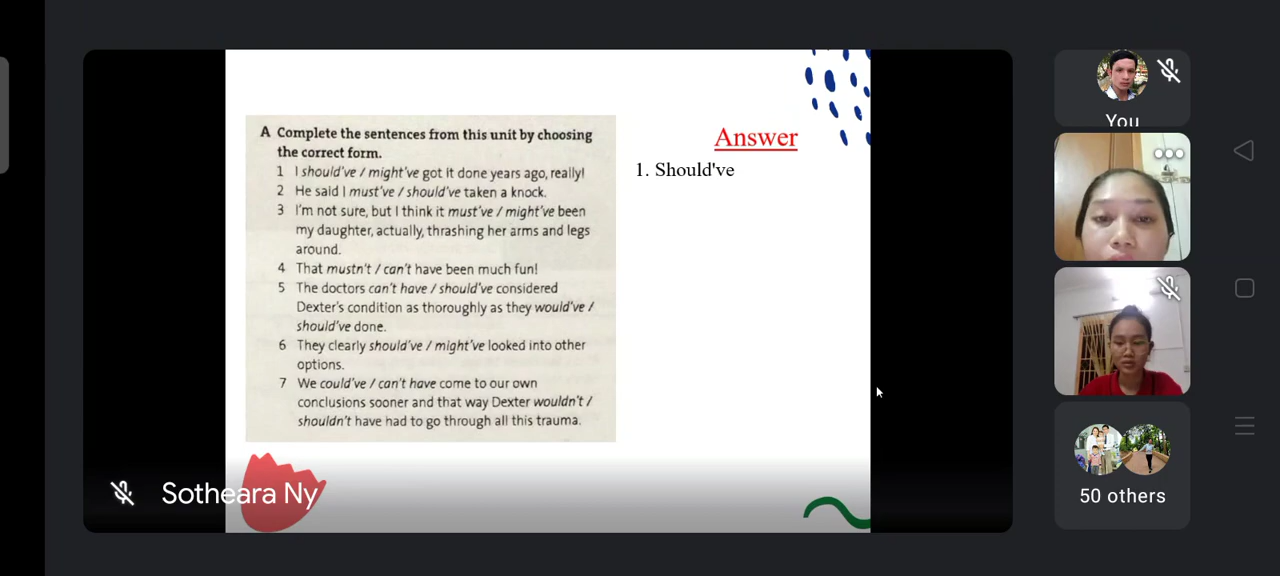 A Complete the sentences from this unit by choosing
the correct form.
1 I should've / might've got it done years ago, really!
2 He said I must've / should've taken a knock.
3 I'm not sure, but I think it must've / might've been
my daughter, actually, thrashing her arms and legs
around.
4 That mustn't / can't have been much fun!
5 The doctors can't have / should've considered
Dexter's condition as thoroughly as they would've /
should've done.
6 They clearly should've / might've looked into other
options.
7 We could've / can't have come to our own
conclusions sooner and that way Dexter wouldn't /
shouldn't have had to go through all this trauma.
Answer
1. Should've
Sotheara Ny
You
50 others